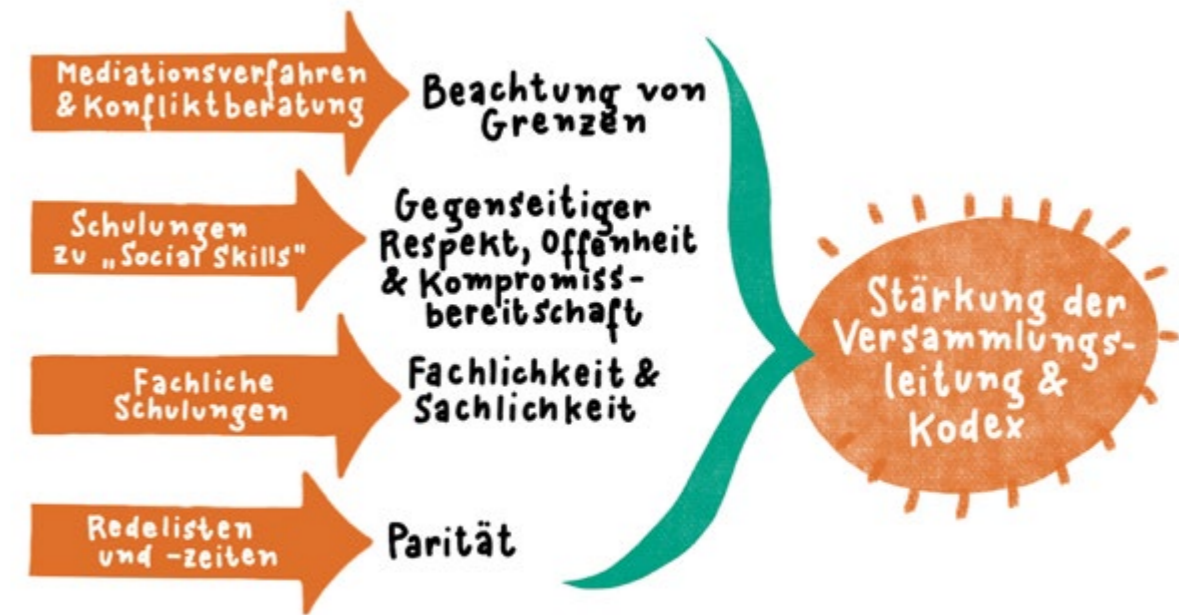 Mediationsverfahren
& Konfliktberatung
Beachtung von
Grenzen
Schulungen
zu „Social Skills"
Gegenseitiger
Respekt, Offenheit
& Kompromiss-
bereitschaft
Fachliche
Schulungen
Fachlichkeit &
Sachlichkeit
Redelisten
und -zeiten
Parität
Stärkung der
Versammlungs-
leitung &
Kodex